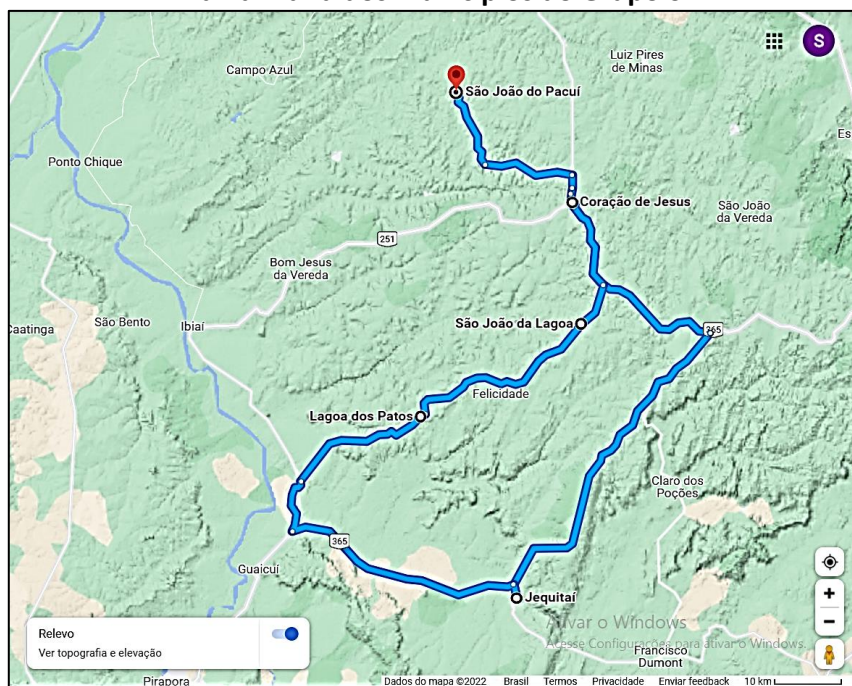 S
Luiz Pires
de Minas
Campo Azul
São João do Pacuí
Es
Ponto Chique
Coração de Jesus
São João
da Vereda
251
Bom Jesus
da Vereda
Caatinga
São Bento
Ibiaí
São João da Lagoa
365
Felicidade
Lagoa dos Patos
Claro dos
Poções
365
Guaicuí
Jequitaí
Ativar o Windows
Acesse Configurações para ativar o Windows.
Relevo
Ver topografia e elevação
Francisco
Dumont
Pirapora
Dados do mapa ©2022 Brasil Termos Privacidade Enviar feedback 10 km